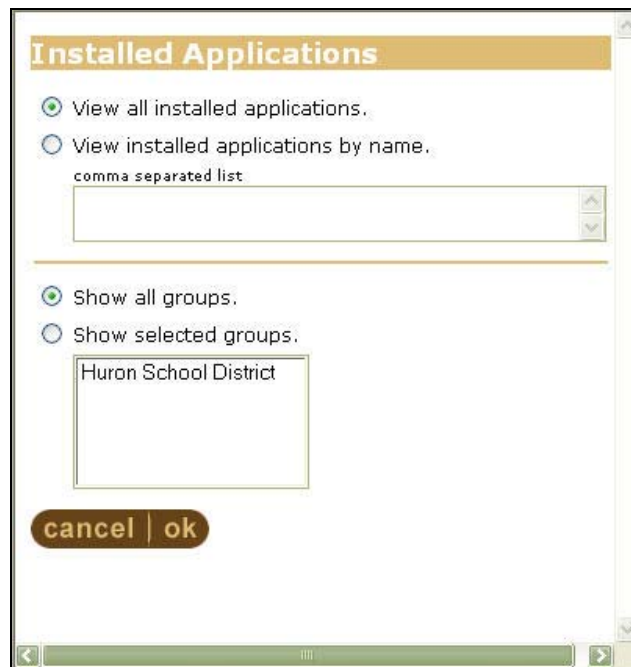 Installed Applications
View all installed applications.
View installed applications by name.
comma separated list
Show all groups.
Show selected groups.
Huron School District
cancel | ok